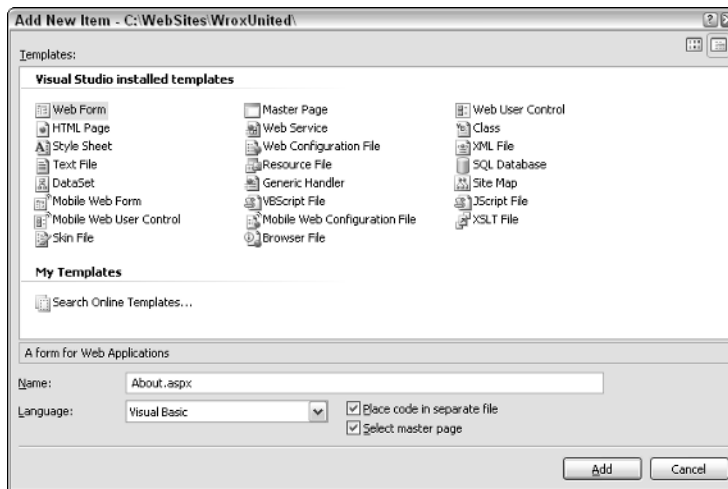 Add New Item - C:\WebSites\WroxUnited\
Templates:
Visual Studio installed templates
Web Form
Master Page
Web User Control
HTML Page
Web Service
Class
Style Sheet
Web Configuration File
XML File
Text File
Resource File
SQL Database
DataSet
Generic Handler
Site Map
Mobile Web Form
VBScript File
JScript File
Mobile Web User Control
Mobile Web Configuration File
XSLT File
Skin File
Browser File
My Templates
Search Online Templates...
A form for Web Applications
Name: About.aspx
Language: Visual Basic
Place code in separate file
Select master page
Add Cancel